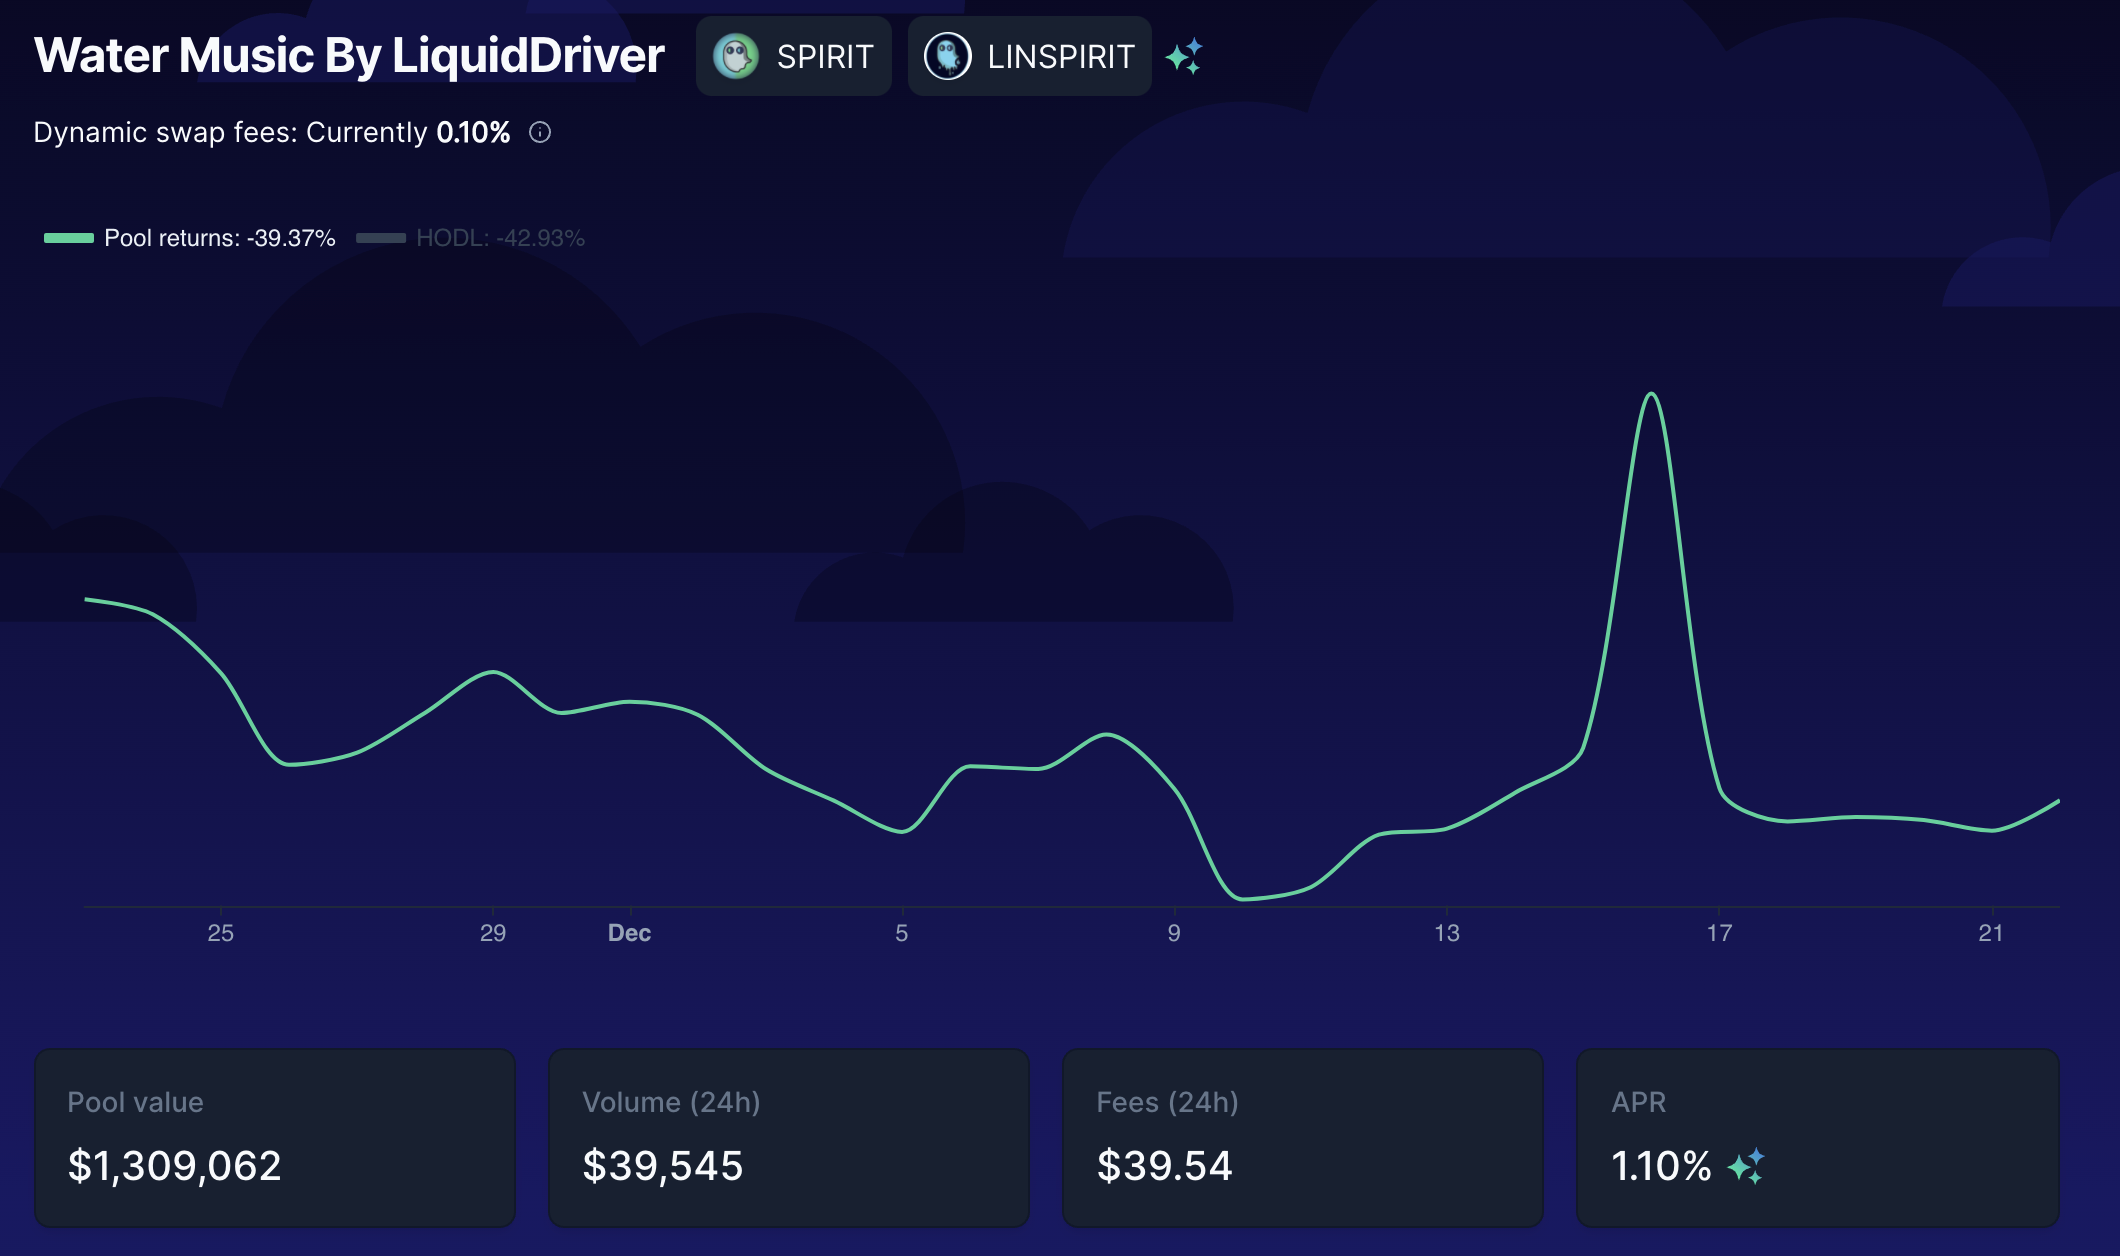 Water Music By LiquidDriver SPIRIT LINSPIRIT
Dynamic swap fees: Currently 0.10%
Pool returns: -39.37% HODL: -42.93%
25 29 Dec 5 9 13 17 21
Pool value Volume (24h) Fees (24h) APR
$1,309,062 $39,545 $39.54 1.10%